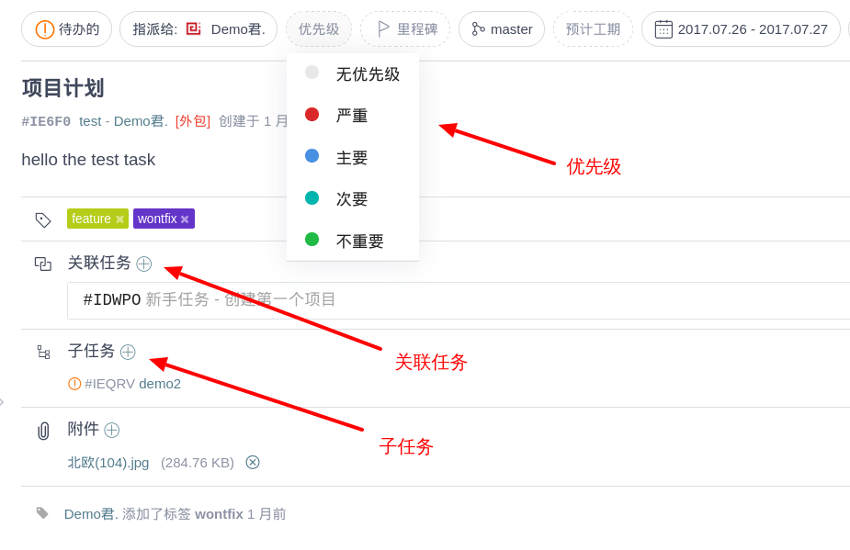 待办的 指派给: Demo君. 优先级 里程碑 master 预计工期 2017.07.26 - 2017.07.27
无优先级
严重
主要
次要
不重要
优先级
项目计划
#IE6F0 test - Demo君. [外包] 创建于 1 月
hello the test task
feature wontfix
关联任务
#IDWPO 新手任务 - 创建第一个项目
关联任务
子任务
#IEQRV demo2
子任务
附件
北欧(104).jpg (284.76 KB)
Demo君. 添加了标签 wontfix 1 月前